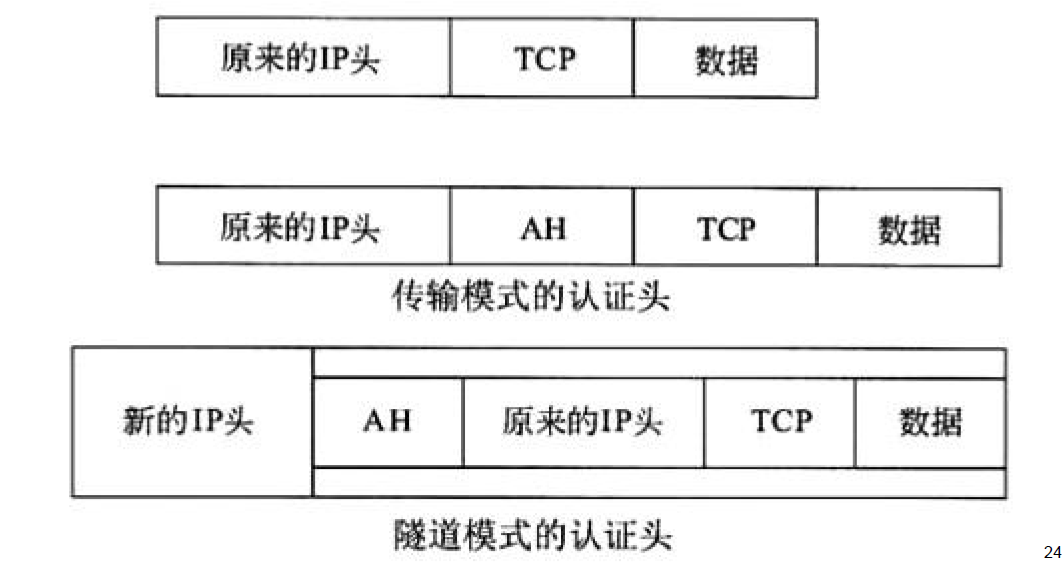 原来的IP头 TCP 数据
原来的IP头 AH TCP 数据
传输模式的认证头
新的IP头 AH 原来的IP头 TCP 数据
隧道模式的认证头
24